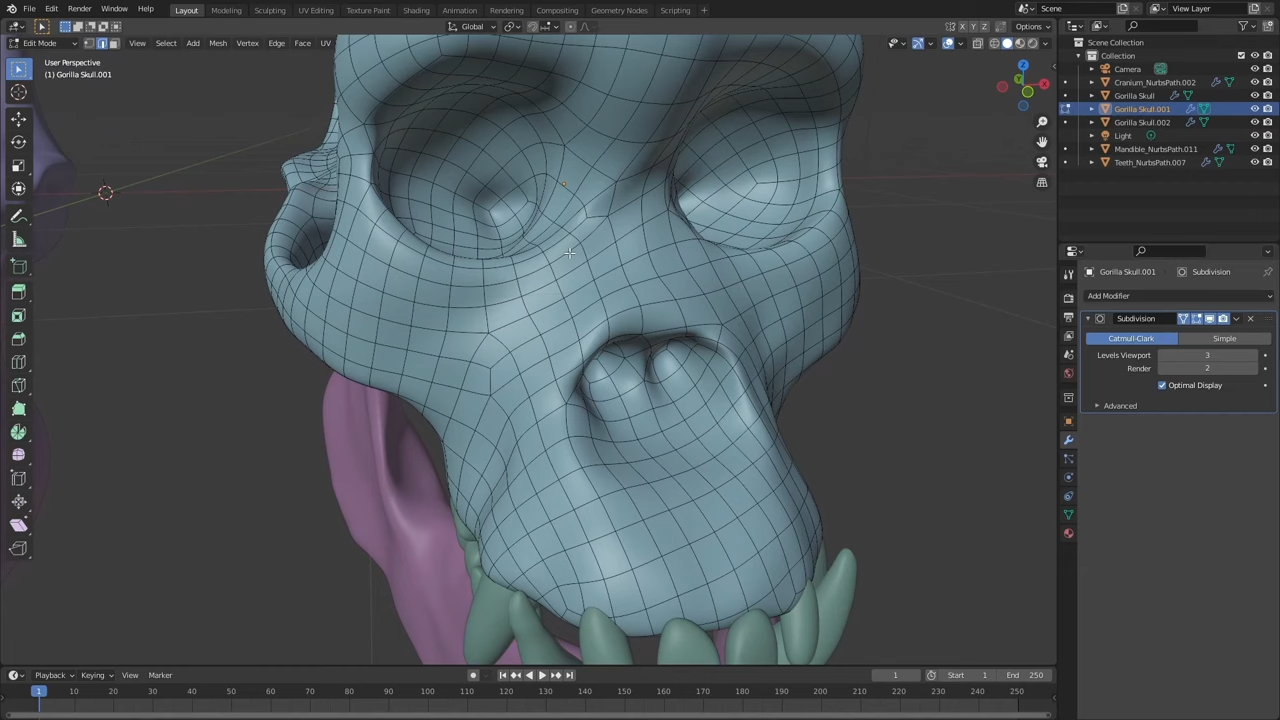 File Edit Render Window Help Layout Modeling Sculpting UV Editing Texture Paint Shading Animation Rendering Compositing Geometry Nodes Scripting + Scene View Layer
Global Options
Edit Mode View Select Add Mesh Vertex Edge Face UV
User Perspective
(1) Gorilla Skull.001
Z
Y
X
X Y Z
Scene Collection
Collection
Camera
Cranium_NurbsPath.002
Gorilla Skull
Gorilla Skull.001
Gorilla Skull.002
Light
Mandible_NurbsPath.011
Teeth_NurbsPath.007
Gorilla Skull.001 Subdivision
Add Modifier
Subdivision
Catmull-Clark Simple
Levels Viewport 3
Render 2
Optimal Display
Advanced
Playback Keying View Marker 1 Start 1 End 250
1 10 20 30 40 50 60 70 80 90 100 110 120 130 140 150 160 170 180 190 200 210 220 230 240 250